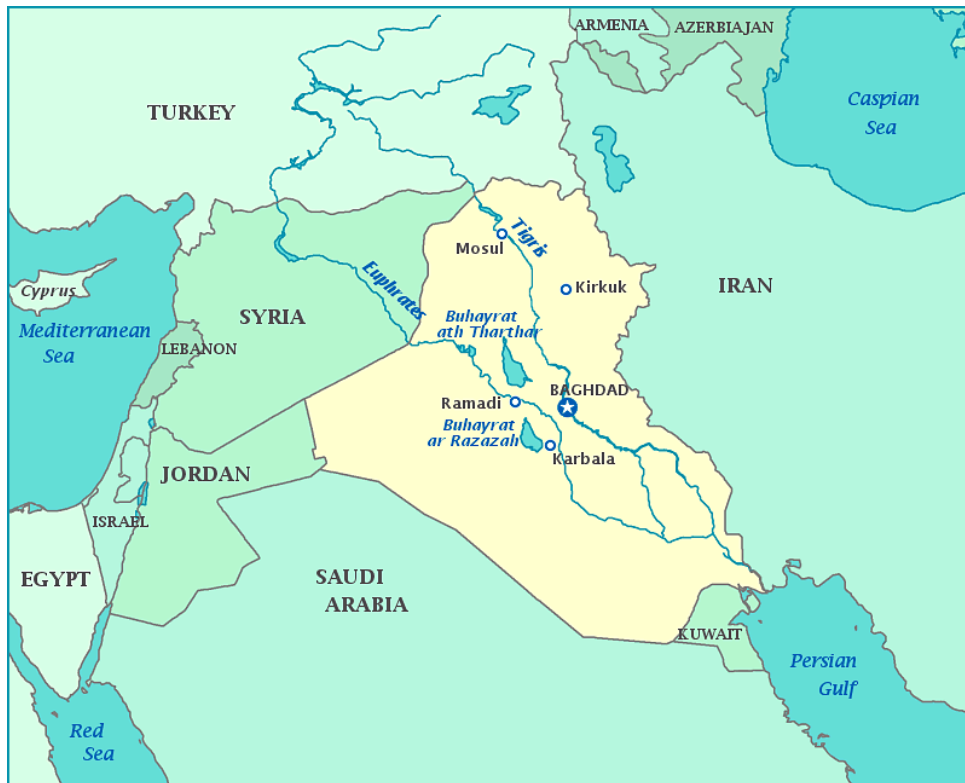 ARMENIA
AZERBIAJAN
TURKEY
Caspian
Sea
Tigris
Mosul
Kirkuk
IRAN
Euphrates
Cyprus
SYRIA
Buhayrat
ath Tharthar
Mediterranean
Sea
LEBANON
BAGHDAD
Ramadi
Buhayrat
ar Razazah
Karbala
JORDAN
ISRAEL
EGYPT
SAUDI
ARABIA
KUWAIT
Persian
Gulf
Red
Sea